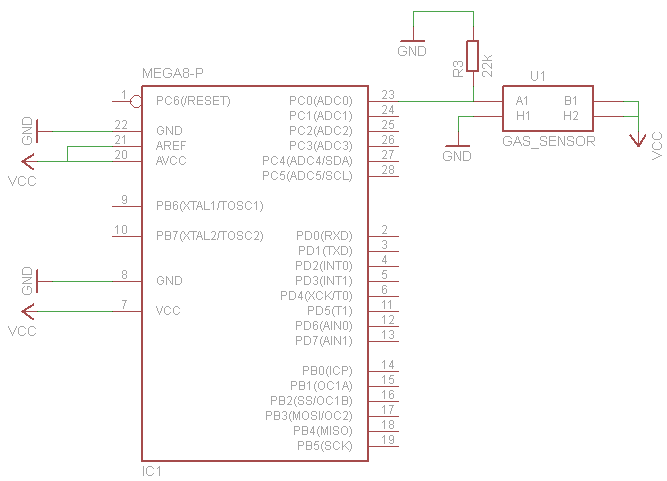 GND
R3
22K
U1
MEGA8-P
1
PC6(/RESET)
PC0(ADC0)
23
A1
B1
PC1(ADC1)
24
H1
H2
GND
22
GND
PC2(ADC2)
25
21
AREF
PC3(ADC3)
26
GAS_SENSOR
VCC
20
AVCC
PC4(ADC4/SDA)
27
GND
VCC
PC5(ADC5/SCL)
28
9
PB6(XTAL1/TOSC1)
10
PB7(XTAL2/TOSC2)
PD0(RXD)
2
PD1(TXD)
3
PD2(INT0)
4
GND
8
GND
PD3(INT1)
5
PD4(XCK/T0)
6
7
VCC
PD5(T1)
11
VCC
PD6(AIN0)
12
PD7(AIN1)
13
PB0(ICP)
14
PB1(OC1A)
15
PB2(SS/OC1B)
16
PB3(MOSI/OC2)
17
PB4(MISO)
18
PB5(SCK)
19
IC1